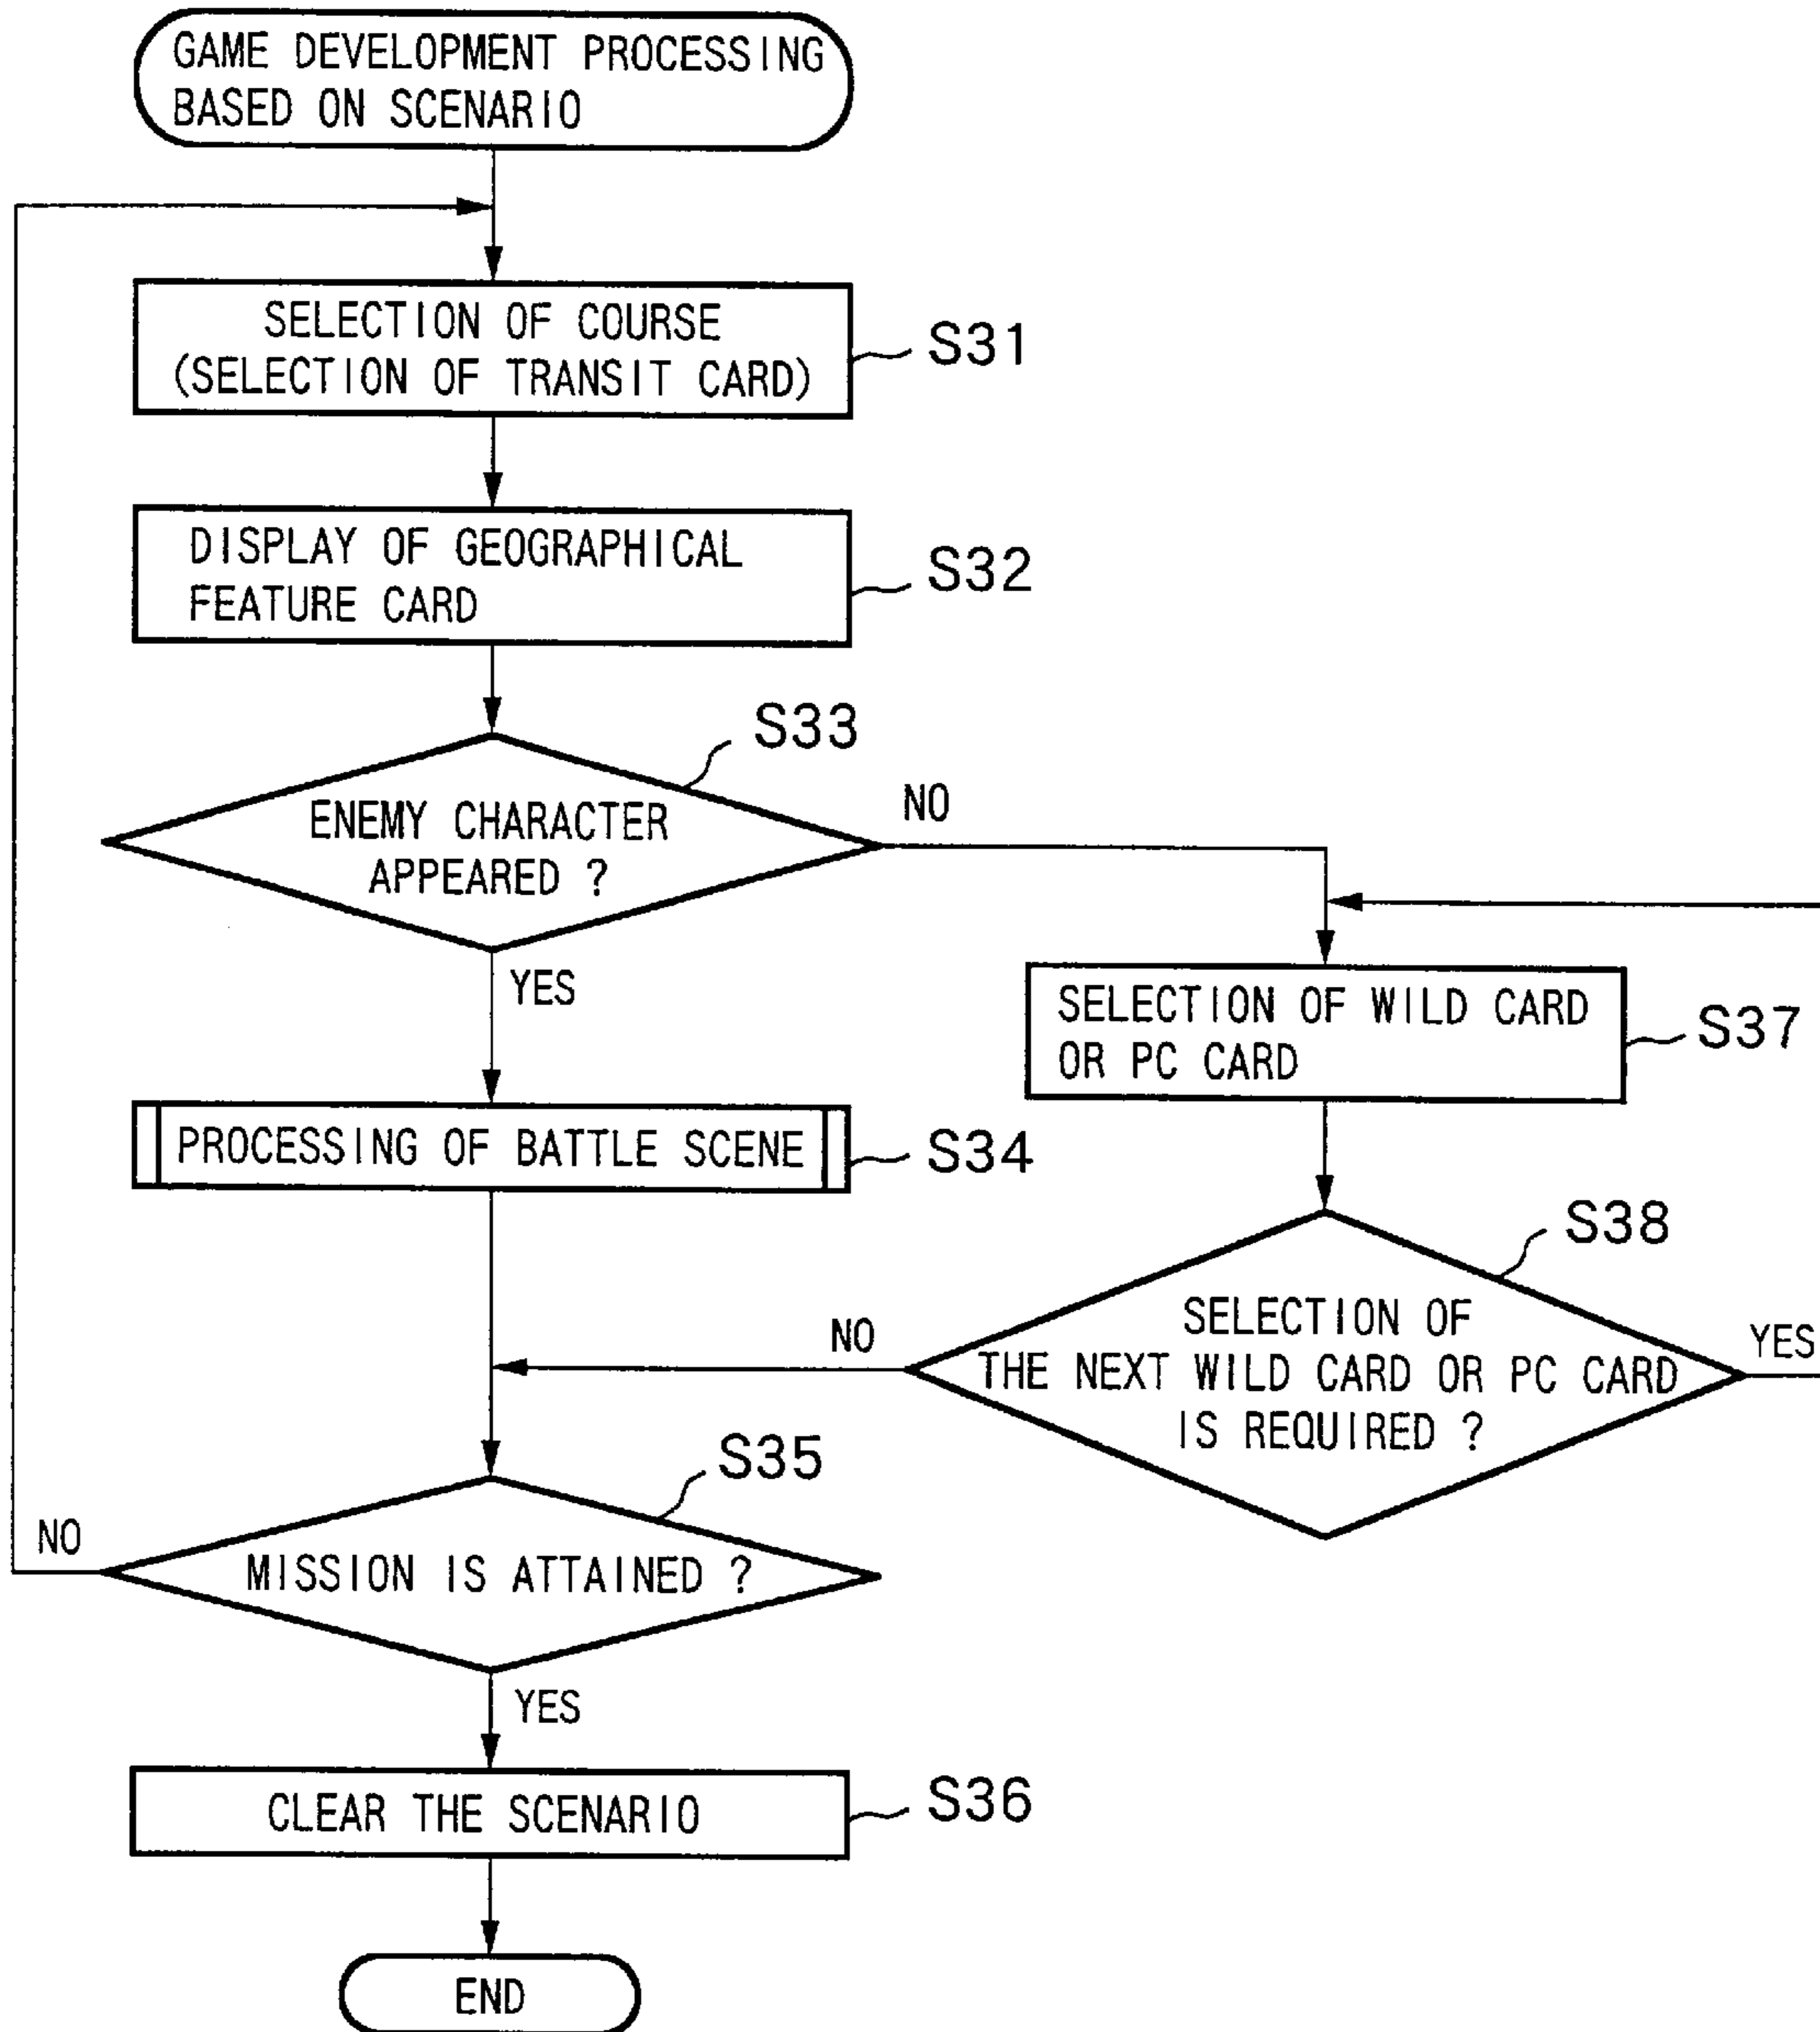 GAME DEVELOPMENT PROCESSING
BASED ON SCENARIO
SELECTION OF COURSE
(SELECTION OF TRANSIT CARD)
S31
DISPLAY OF GEOGRAPHICAL
FEATURE CARD
S32
S33
ENEMY CHARACTER
APPEARED ?
NO
YES
SELECTION OF WILD CARD
OR PC CARD
S37
PROCESSING OF BATTLE SCENE
S34
S38
SELECTION OF
THE NEXT WILD CARD OR PC CARD
IS REQUIRED ?
NO
YES
S35
MISSION IS ATTAINED ?
NO
YES
CLEAR THE SCENARIO
S36
END